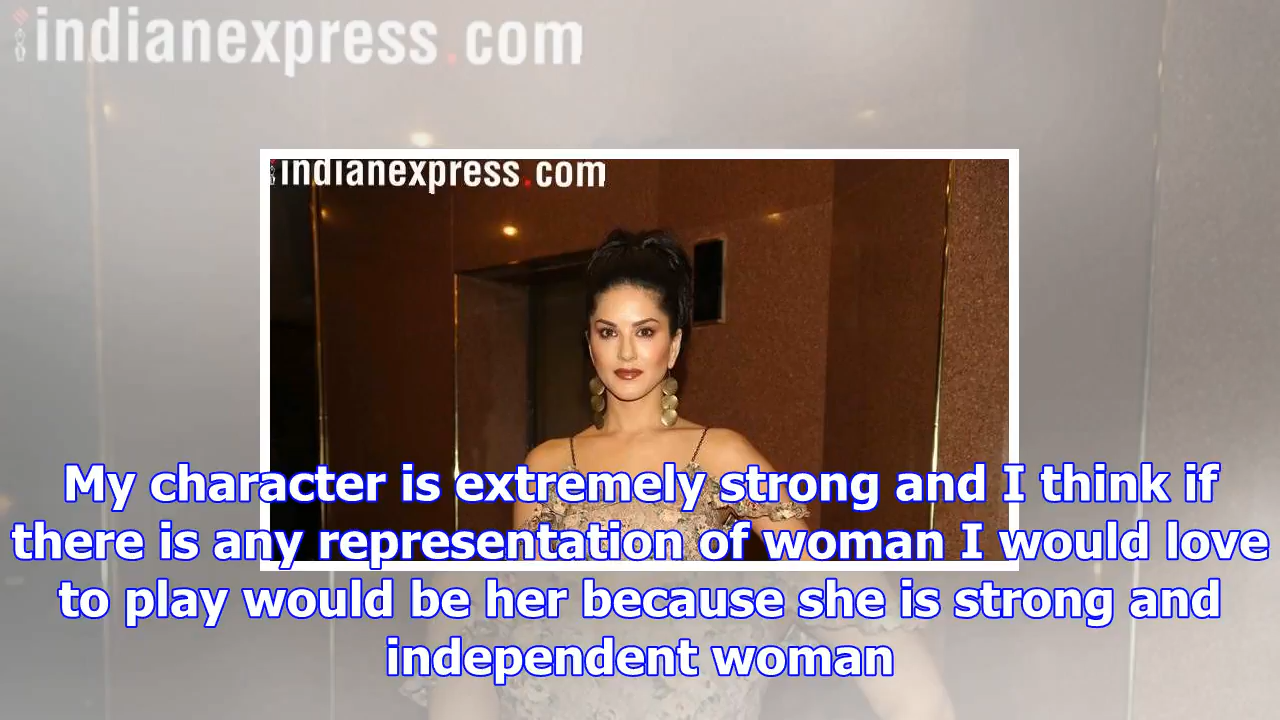 indianexpress.com
indianexpress.com
My character is extremely strong and I think if
there is any representation of woman I would love
to play would be her because she is strong and
independent woman